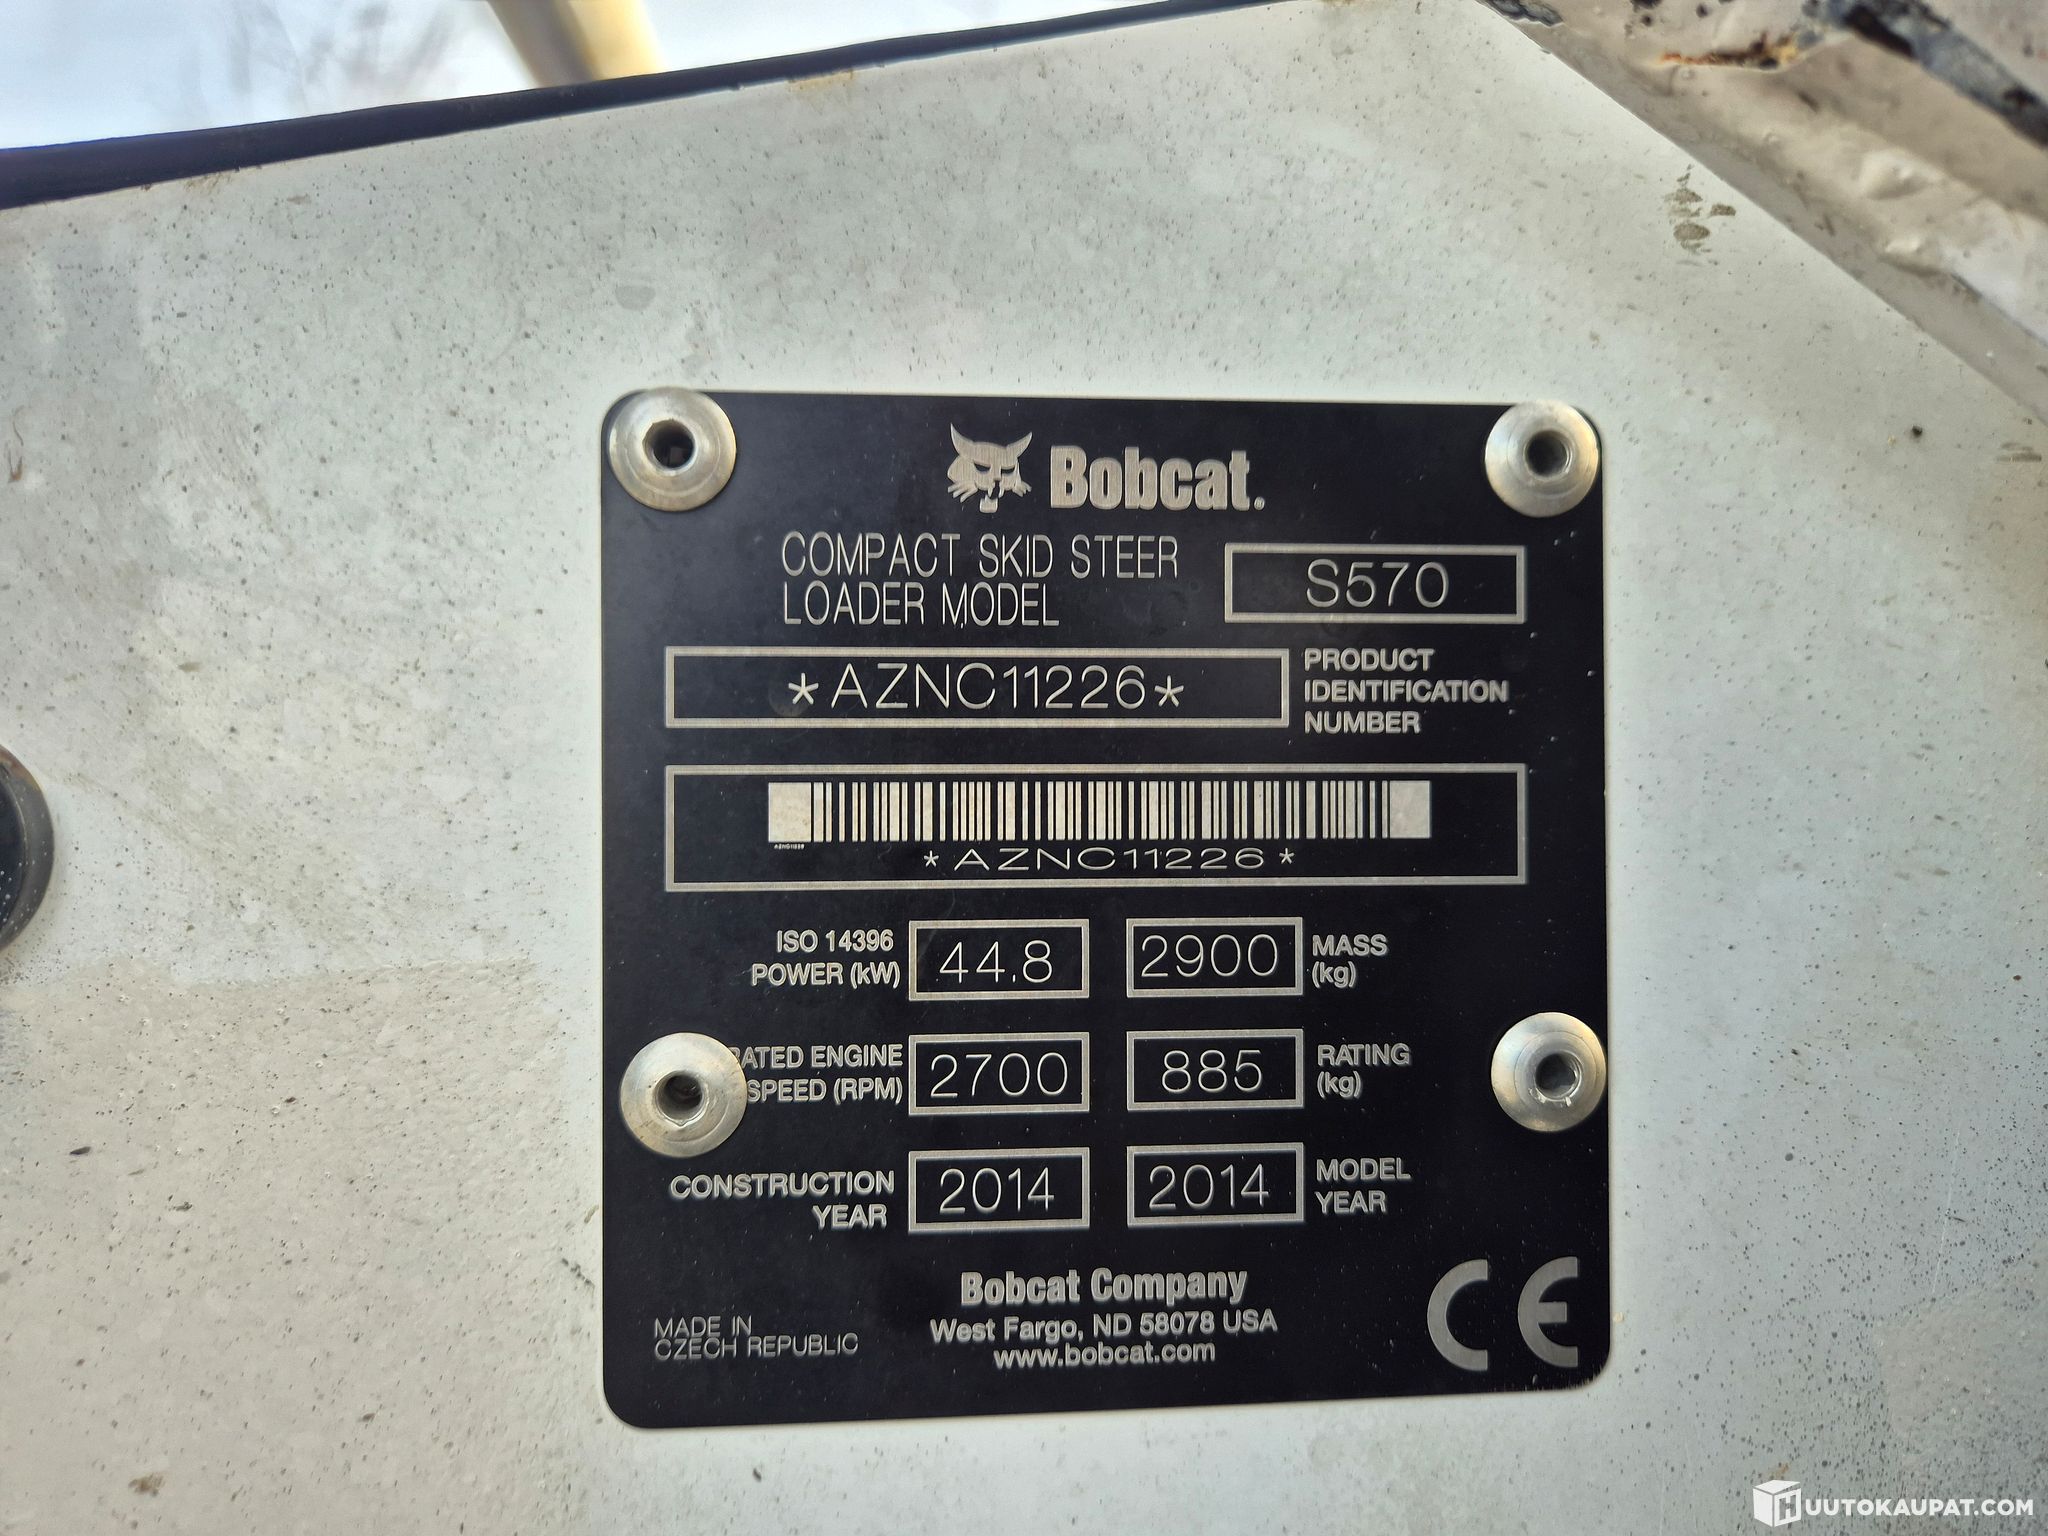 Bobcat.
COMPACT SKID STEER
LOADER MODEL
S570
*AZNC11226*
PRODUCT
IDENTIFICATION
NUMBER
*AZNC11226*
ISO 14396
POWER (kW)
44.8
2900
MASS
(kg)
RATED ENGINE
SPEED (RPM)
2700
885
RATING
(kg)
CONSTRUCTION
YEAR
2014
2014
MODEL
YEAR
Bobcat Company
West Fargo, ND 58078 USA
www.bobcat.com
MADE IN
CZECH REPUBLIC
CE
HUUTOKAUPAT.COM